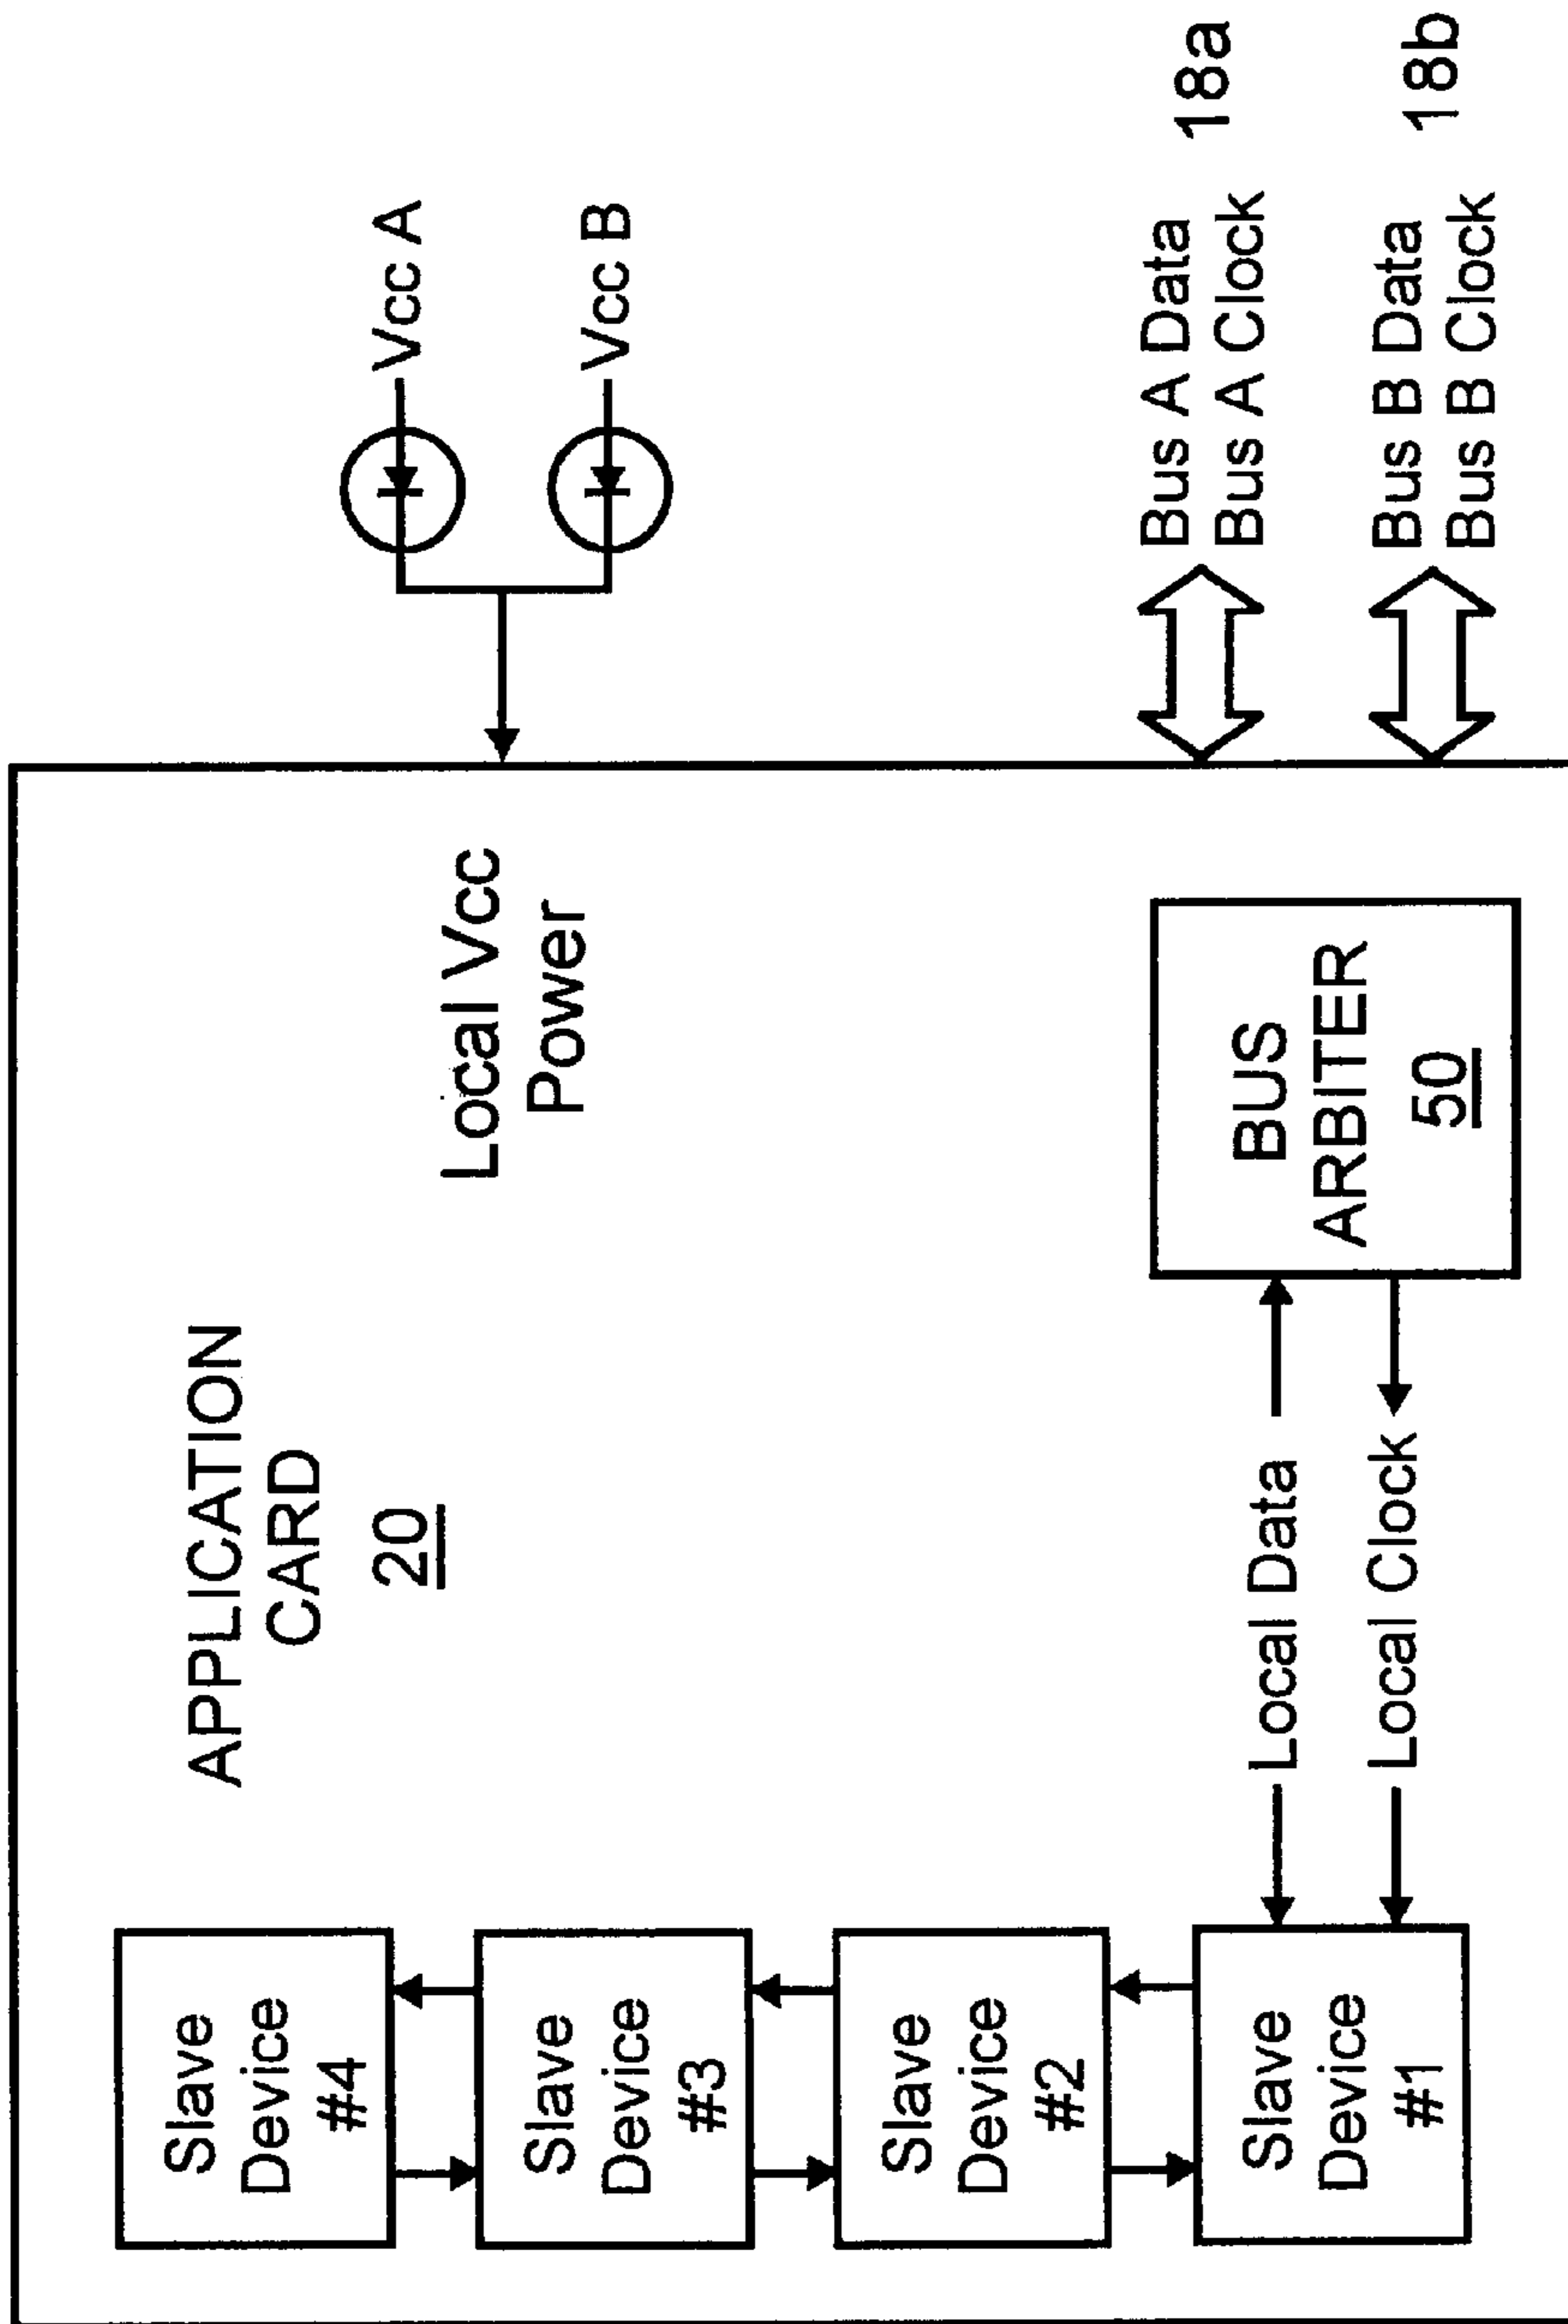 APPLICATION
CARD
20
Slave
Device
#4
Slave
Device
#3
Slave
Device
#2
Slave
Device
#1
Local Vcc
Power
Vcc A
Vcc B
Local Data
Local Clock
BUS
ARBITER
50
Bus A Data
Bus A Clock
18a
Bus B Data
Bus B Clock
18b